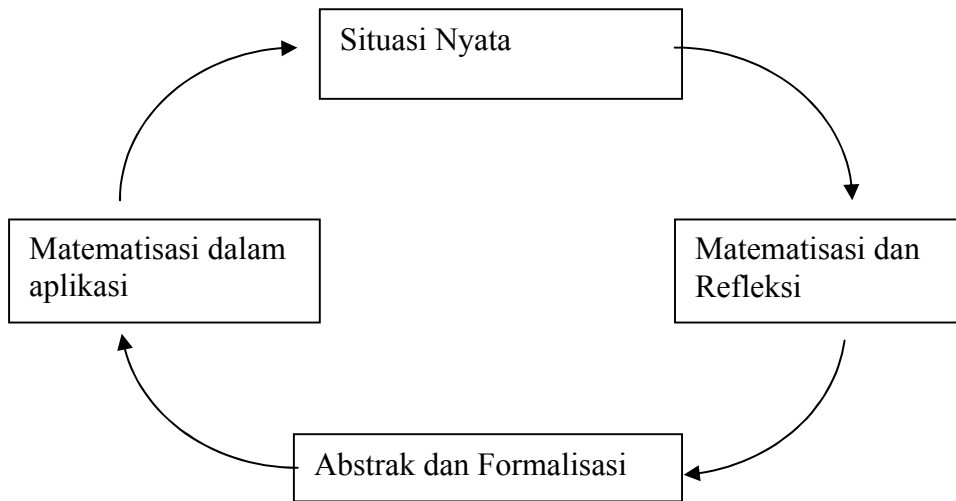 Situasi Nyata
Matematisasi dan
Refleksi
Abstrak dan Formalisasi
Matematisasi dalam
aplikasi